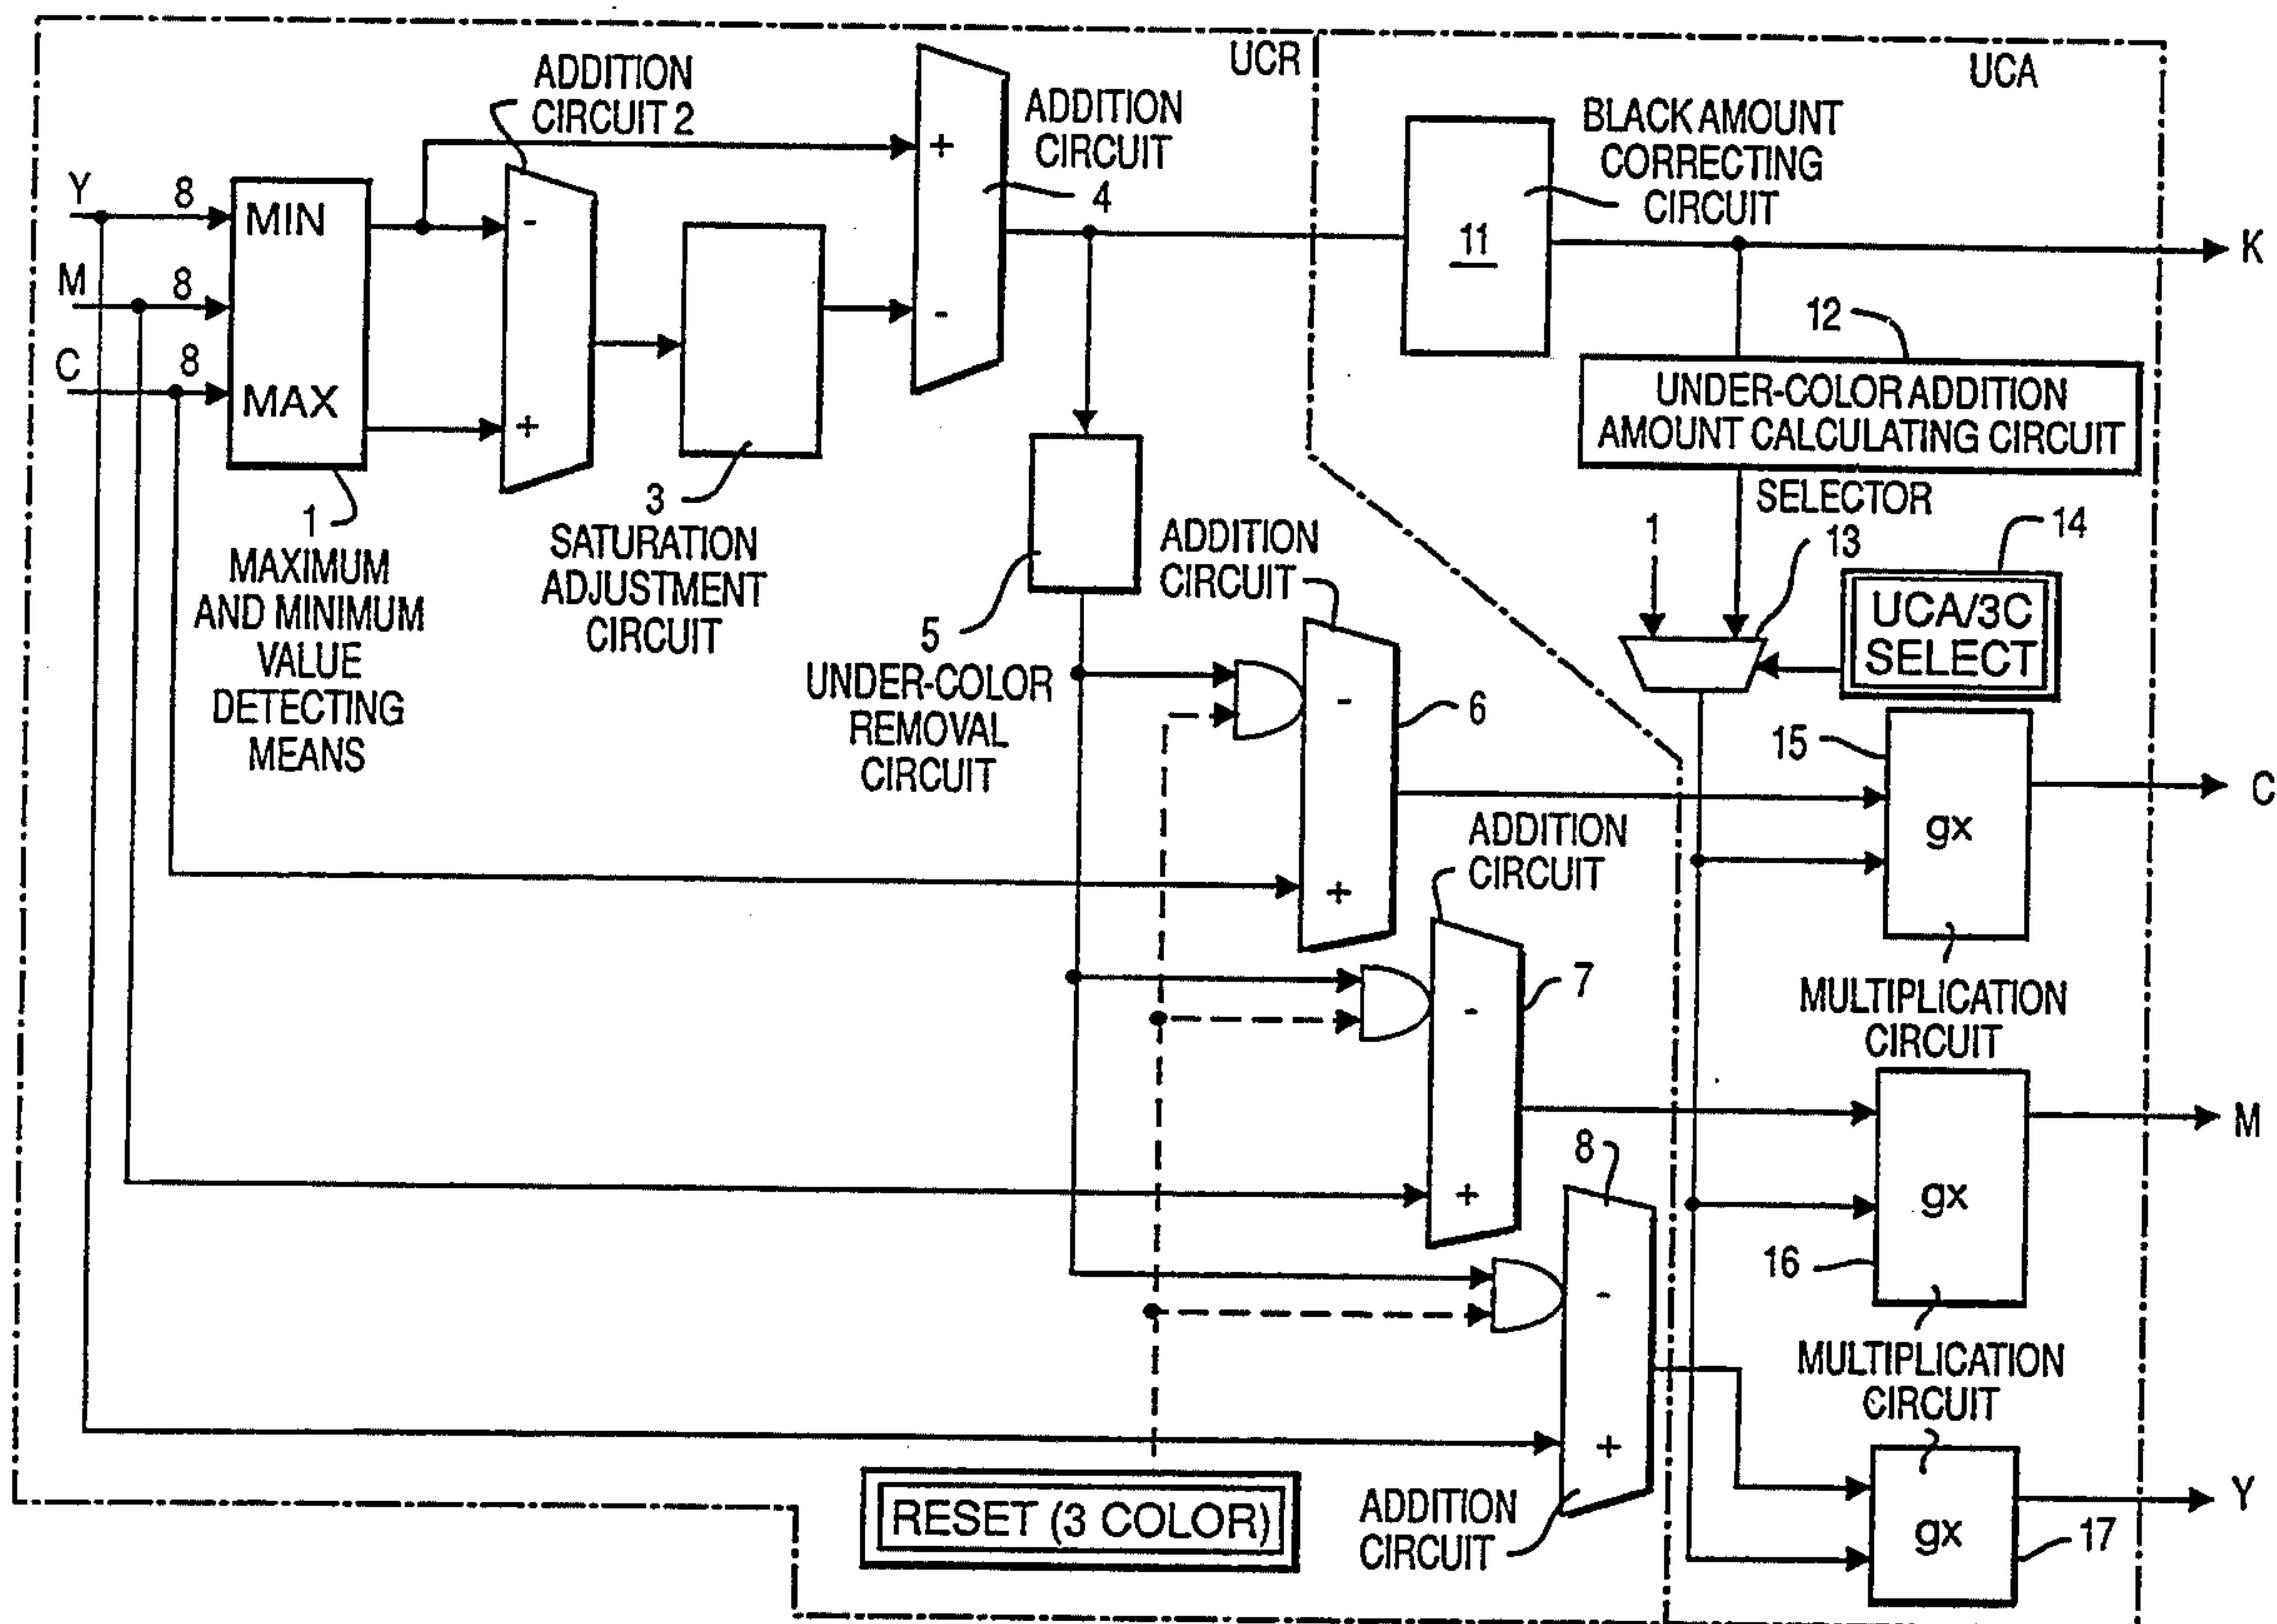 UCR
UCA
ADDITION
CIRCUIT 2
ADDITION
CIRCUIT
4
BLACK AMOUNT
CORRECTING
CIRCUIT
11
K
Y
8
M
8
C
8
MIN
MAX
-
+
+
-
1
MAXIMUM
AND MINIMUM
VALUE
DETECTING
MEANS
3
SATURATION
ADJUSTMENT
CIRCUIT
5
UNDER-COLOR
REMOVAL
CIRCUIT
12
UNDER-COLOR ADDITION
AMOUNT CALCULATING CIRCUIT
SELECTOR
1
13
14
UCA/3C
SELECT
ADDITION
CIRCUIT
-
+
6
15
gx
C
MULTIPLICATION
CIRCUIT
ADDITION
CIRCUIT
-
+
7
16
gx
M
MULTIPLICATION
CIRCUIT
8
-
+
ADDITION
CIRCUIT
gx
17
Y
RESET (3 COLOR)